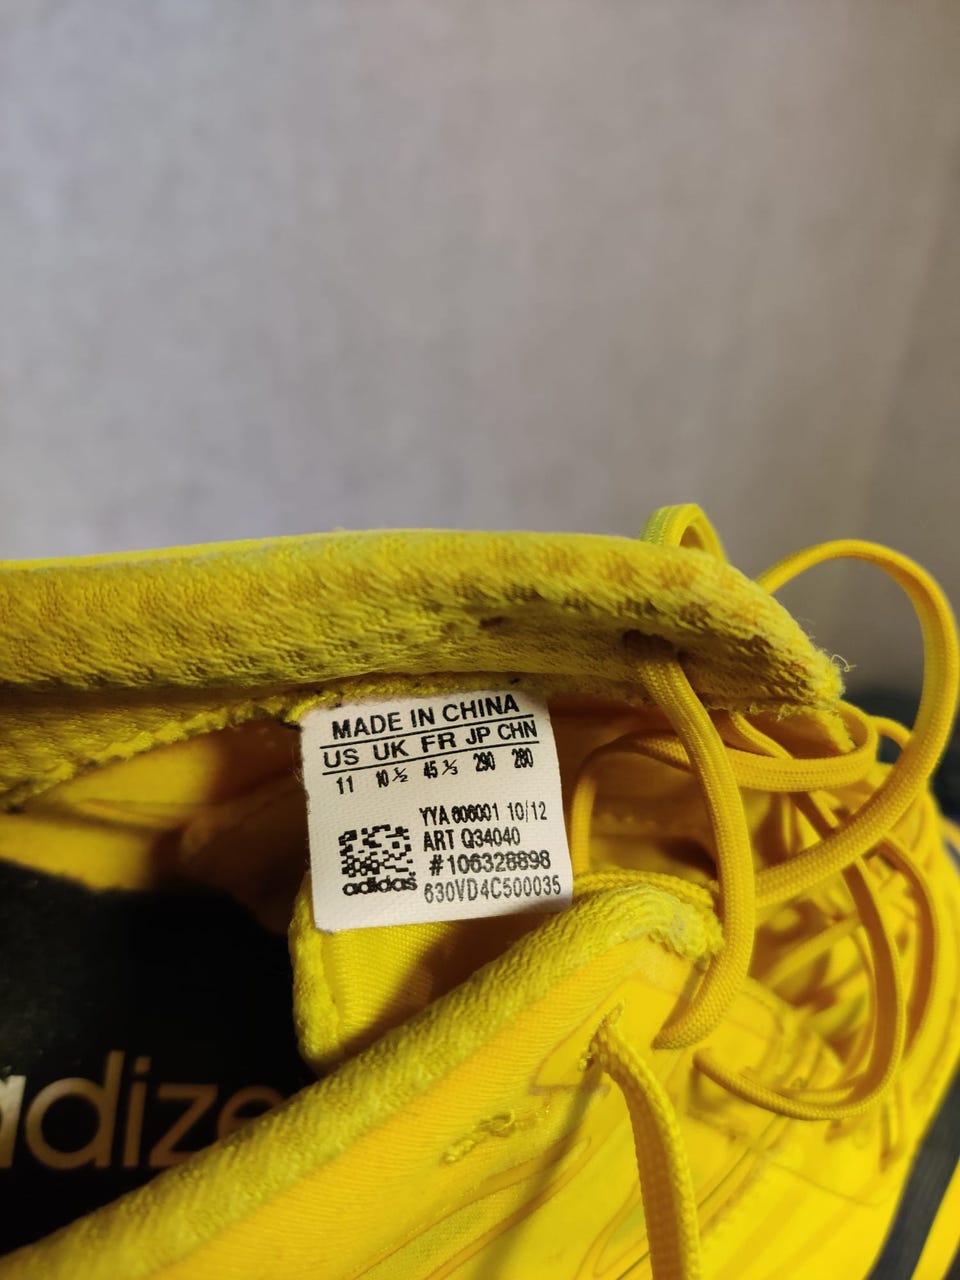 MADE IN CHINA
US UK FR JP CHN
11 10 ½ 45 ⅓ 290 280
YYA 606001 10/12
ART Q34040
#106328898
adidas
630VD4C500035
adize